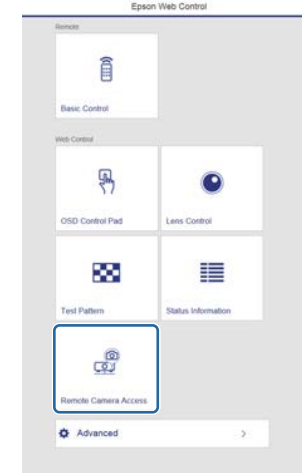 Epson Web Control
Remote
Basic Control
Web Control
OSD Control Pad
Lens Control
Test Pattern
Status Information
Remote Camera Access
Advanced